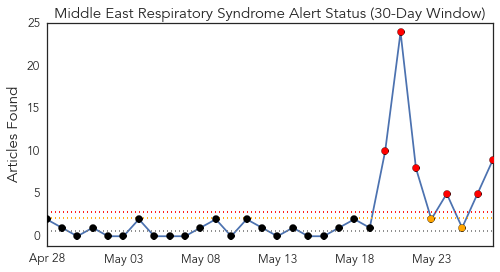 Middle East Respiratory Syndrome Alert Status (30-Day Window)
Articles Found
25
20
15
10
5
0
Apr 28 May 03 May 08 May 13 May 18 May 23